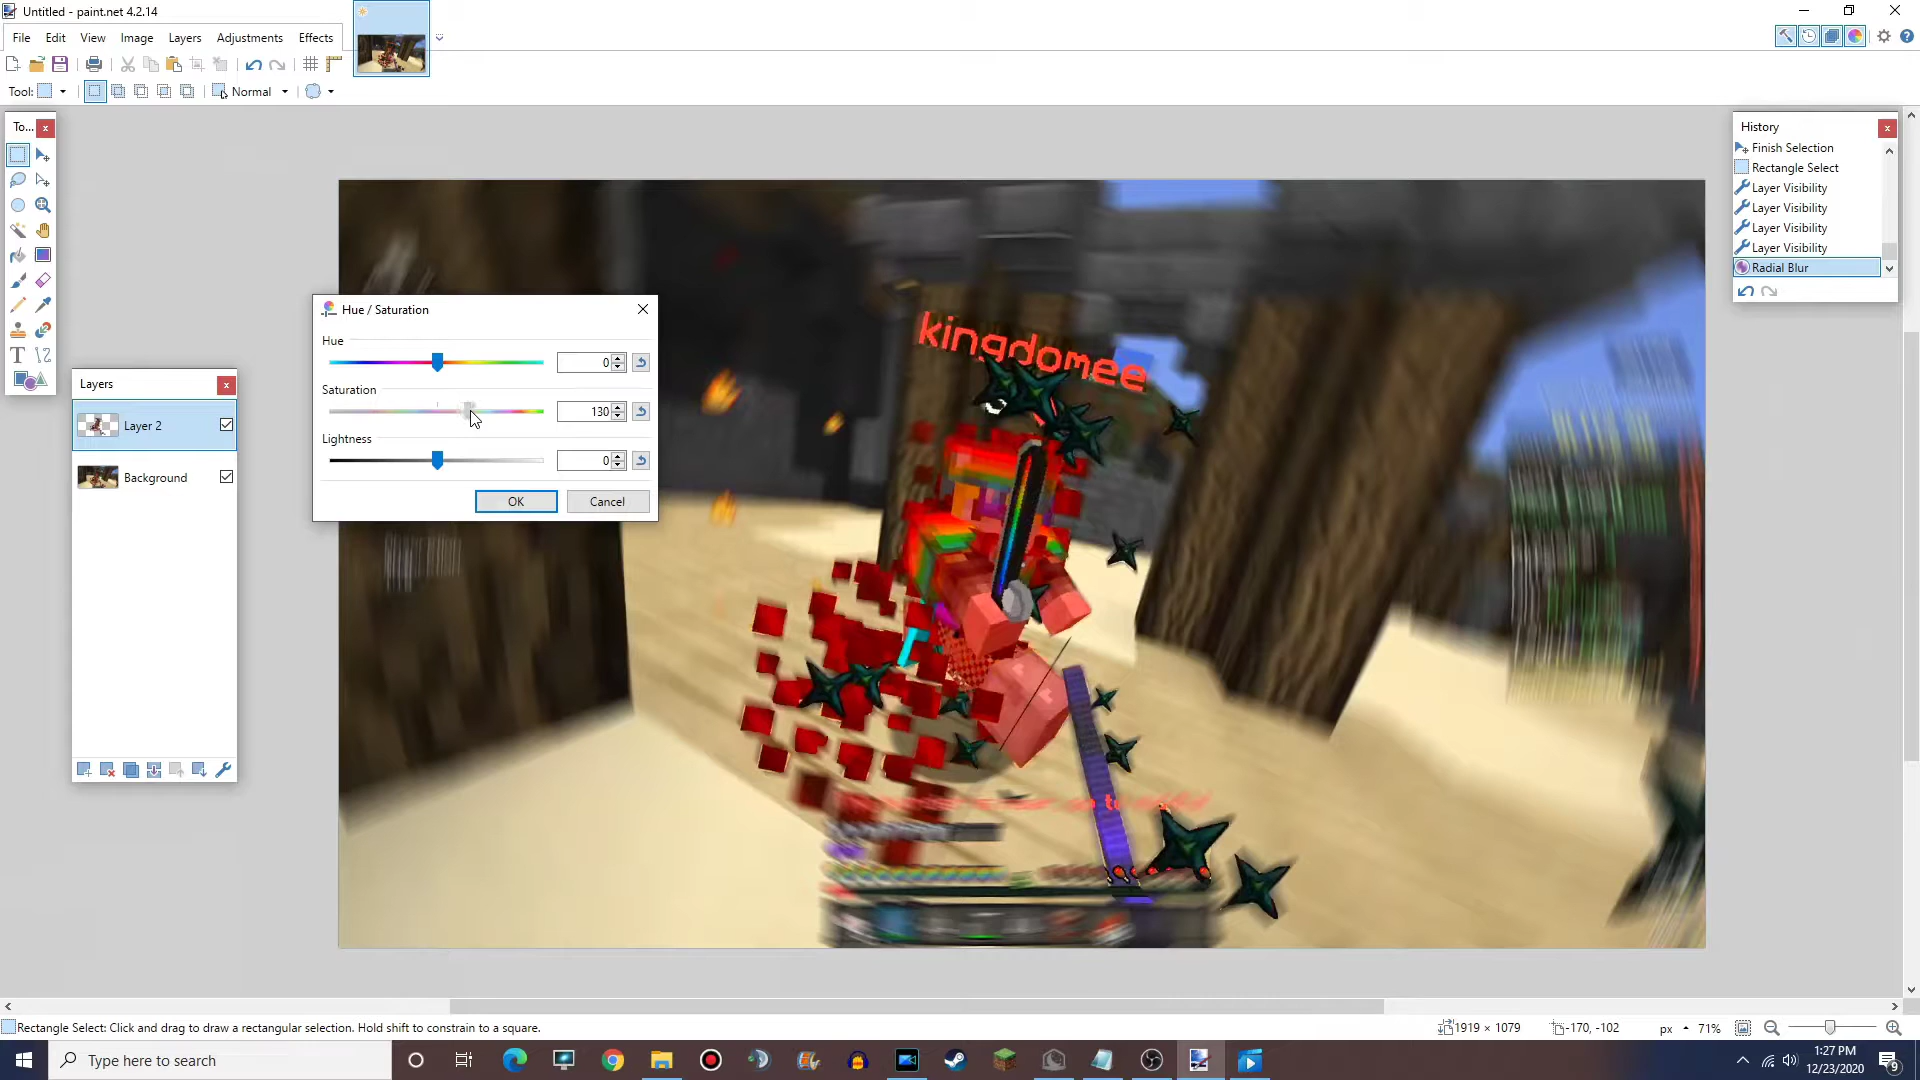 Untitled - paint.net 4.2.14
File Edit View Image Layers Adjustments Effects
Tool: Normal
To...
History
Finish Selection
Rectangle Select
Layer Visibility
Layer Visibility
Layer Visibility
Layer Visibility
Radial Blur
Hue / Saturation
Hue
0
Saturation
130
Lightness
0
OK Cancel
Layers
Layer 2
Background
kingdomee
Rectangle Select: Click and drag to draw a rectangular selection. Hold shift to constrain to a square.
1919 × 1079 -170, -102 px 71%
Type here to search
1:27 PM
12/23/2020
9